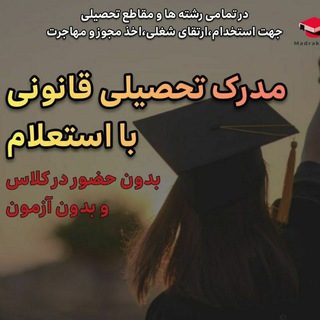 در تمامی رشته ها و مقاطع تحصیلی
جهت استخدام،ارتقای شغلی،اخذ مجوز و مهاجرت
مدرک تحصیلی قانونی
با استعلام
بدون حضور در کلاس
و بدون آزمون